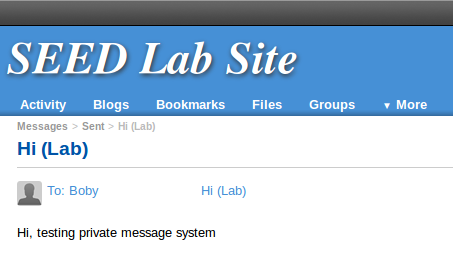 SEED Lab Site
Activity Blogs Bookmarks Files Groups ▼ More
Messages > Sent > Hi (Lab)
Hi (Lab)
To: Boby Hi (Lab)
Hi, testing private message system